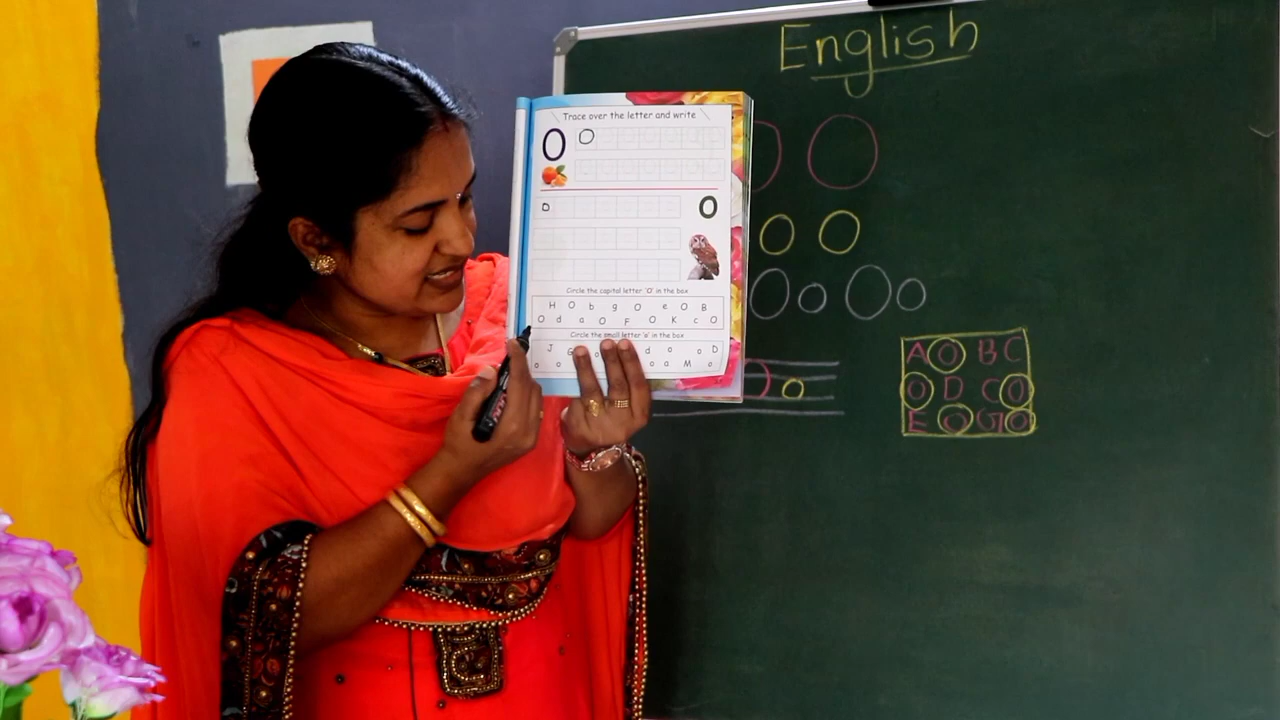 English
Trace over the letter and write
O O
o o
Circle the capital letter 'O' in the box
H O b g O e O B
O d a O F O K c O
Circle the small letter 'o' in the box
J G o d o o D
o o o a M o
O
O O
O o O o
O o
A O B C
O D C O
E O G O